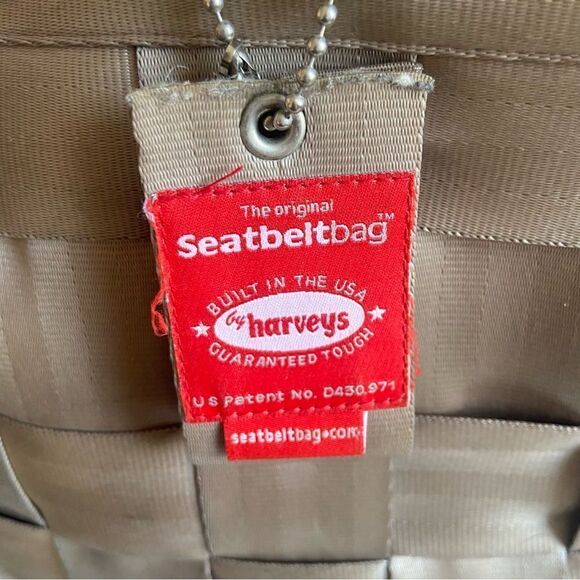 The original
Seatbeltbag™
BUILT IN THE USA
by harveys
GUARANTEED TOUGH
US Patent No. D430,971
seatbeltbag•com